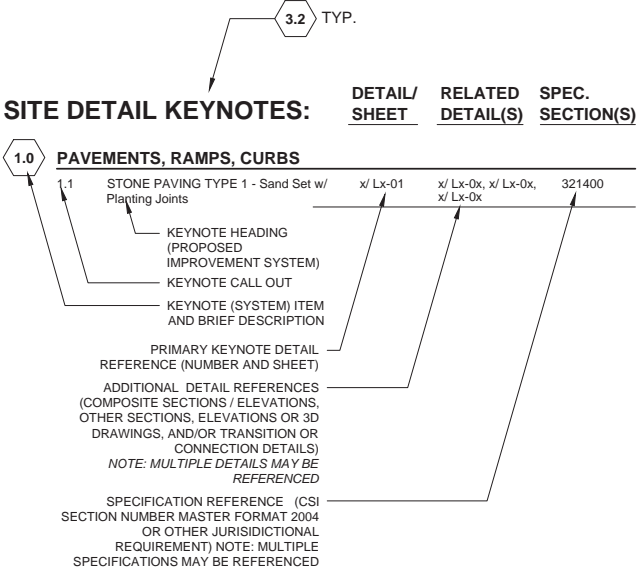 3.2 TYP.
SITE DETAIL KEYNOTES:
DETAIL/
SHEET
RELATED
DETAIL(S)
SPEC.
SECTION(S)
1.0 PAVEMENTS, RAMPS, CURBS
1.1 STONE PAVING TYPE 1 - Sand Set w/ x/ Lx-01 x/ Lx-0x, x/ Lx-0x, 321400
Planting Joints x/ Lx-0x
KEYNOTE HEADING
(PROPOSED
IMPROVEMENT SYSTEM)
KEYNOTE CALL OUT
KEYNOTE (SYSTEM) ITEM
AND BRIEF DESCRIPTION
PRIMARY KEYNOTE DETAIL
REFERENCE (NUMBER AND SHEET)
ADDITIONAL DETAIL REFERENCES
(COMPOSITE SECTIONS / ELEVATIONS,
OTHER SECTIONS, ELEVATIONS OR 3D
DRAWINGS, AND/OR TRANSITION OR
CONNECTION DETAILS)
NOTE: MULTIPLE DETAILS MAY BE
REFERENCED
SPECIFICATION REFERENCE (CSI
SECTION NUMBER MASTER FORMAT 2004
OR OTHER JURISIDICTIONAL
REQUIREMENT) NOTE: MULTIPLE
SPECIFICATIONS MAY BE REFERENCED